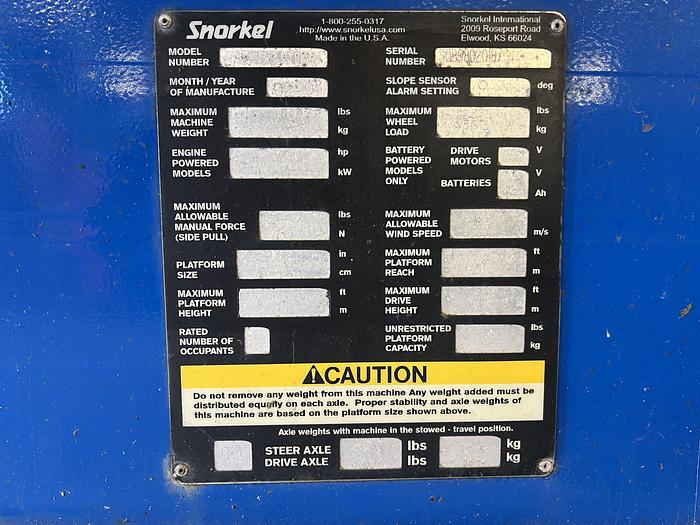 Snorkel
1-800-255-0317
http://www.snorkelusa.com
Made in the U.S.A.
Snorkel International
2009 Roseport Road
Elwood, KS 66024
MODEL
NUMBER
SERIAL
NUMBER
MONTH / YEAR
OF MANUFACTURE
SLOPE SENSOR
ALARM SETTING
deg
MAXIMUM
MACHINE
WEIGHT
lbs
kg
MAXIMUM
WHEEL
LOAD
lbs
kg
ENGINE
POWERED
MODELS
hp
kW
BATTERY
POWERED
MODELS
ONLY
DRIVE
MOTORS
V
BATTERIES
V
Ah
MAXIMUM
ALLOWABLE
MANUAL FORCE
(SIDE PULL)
lbs
N
MAXIMUM
ALLOWABLE
WIND SPEED
m/s
PLATFORM
SIZE
in
cm
MAXIMUM
PLATFORM
REACH
ft
m
MAXIMUM
PLATFORM
HEIGHT
ft
m
MAXIMUM
DRIVE
HEIGHT
ft
m
RATED
NUMBER OF
OCCUPANTS
UNRESTRICTED
PLATFORM
CAPACITY
lbs
kg
CAUTION
Do not remove any weight from this machine Any weight added must be
distributed equally on each axle. Proper stability and axle weights of
this machine are based on the platform size shown above.
Axle weights with machine in the stowed - travel position.
STEER AXLE lbs kg
DRIVE AXLE lbs kg